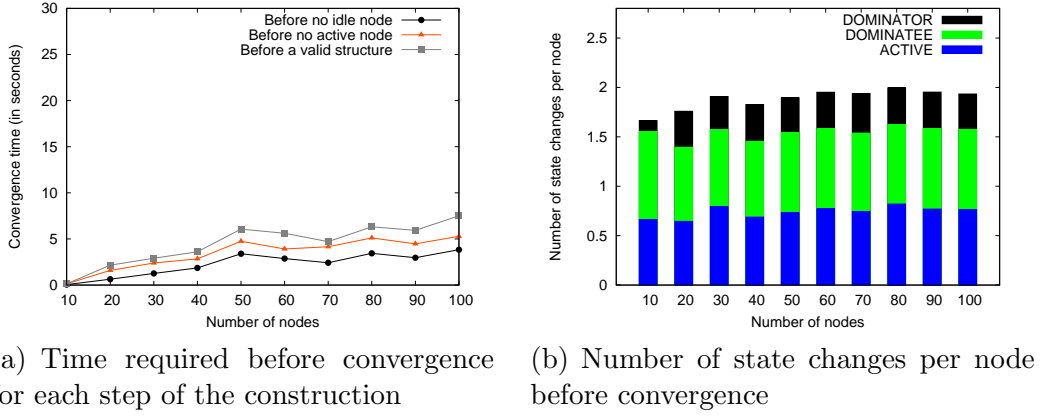 30
25
20
15
10
5
0
Convergence time (in seconds)
Before no idle node
Before no active node
Before a valid structure
10 20 30 40 50 60 70 80 90 100
Number of nodes
a) Time required before convergence
or each step of the construction
2.5
2
1.5
1
0.5
0
Number of state changes per node
DOMINATOR
DOMINATEE
ACTIVE
10 20 30 40 50 60 70 80 90 100
Number of nodes
(b) Number of state changes per node
before convergence